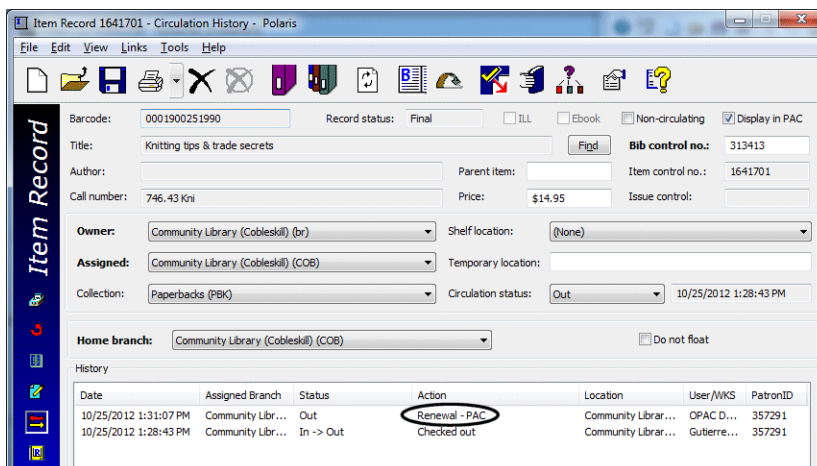 Item Record 1641701 - Circulation History - Polaris
File Edit View Links Tools Help
Barcode: 0001900251990 Record status: Final ILL Ebook Non-circulating Display in PAC
Title: Knitting tips & trade secrets Find Bib control no.: 313413
Author: Parent item: Item control no.: 1641701
Call number: 746.43 Kni Price: $14.95 Issue control:
Item Record
Owner: Community Library (Cobleskill) (br) Shelf location: (None)
Assigned: Community Library (Cobleskill) (COB) Temporary location:
Collection: Paperbacks (PBK) Circulation status: Out 10/25/2012 1:28:43 PM
Home branch: Community Library (Cobleskill) (COB) Do not float
History
Date Assigned Branch Status Action Location User/WKS PatronID
10/25/2012 1:31:07 PM Community Libr... Out Renewal - PAC Community Librar... OPAC D... 357291
10/25/2012 1:28:43 PM Community Libr... In -> Out Checked out Community Librar... Gutierre... 357291